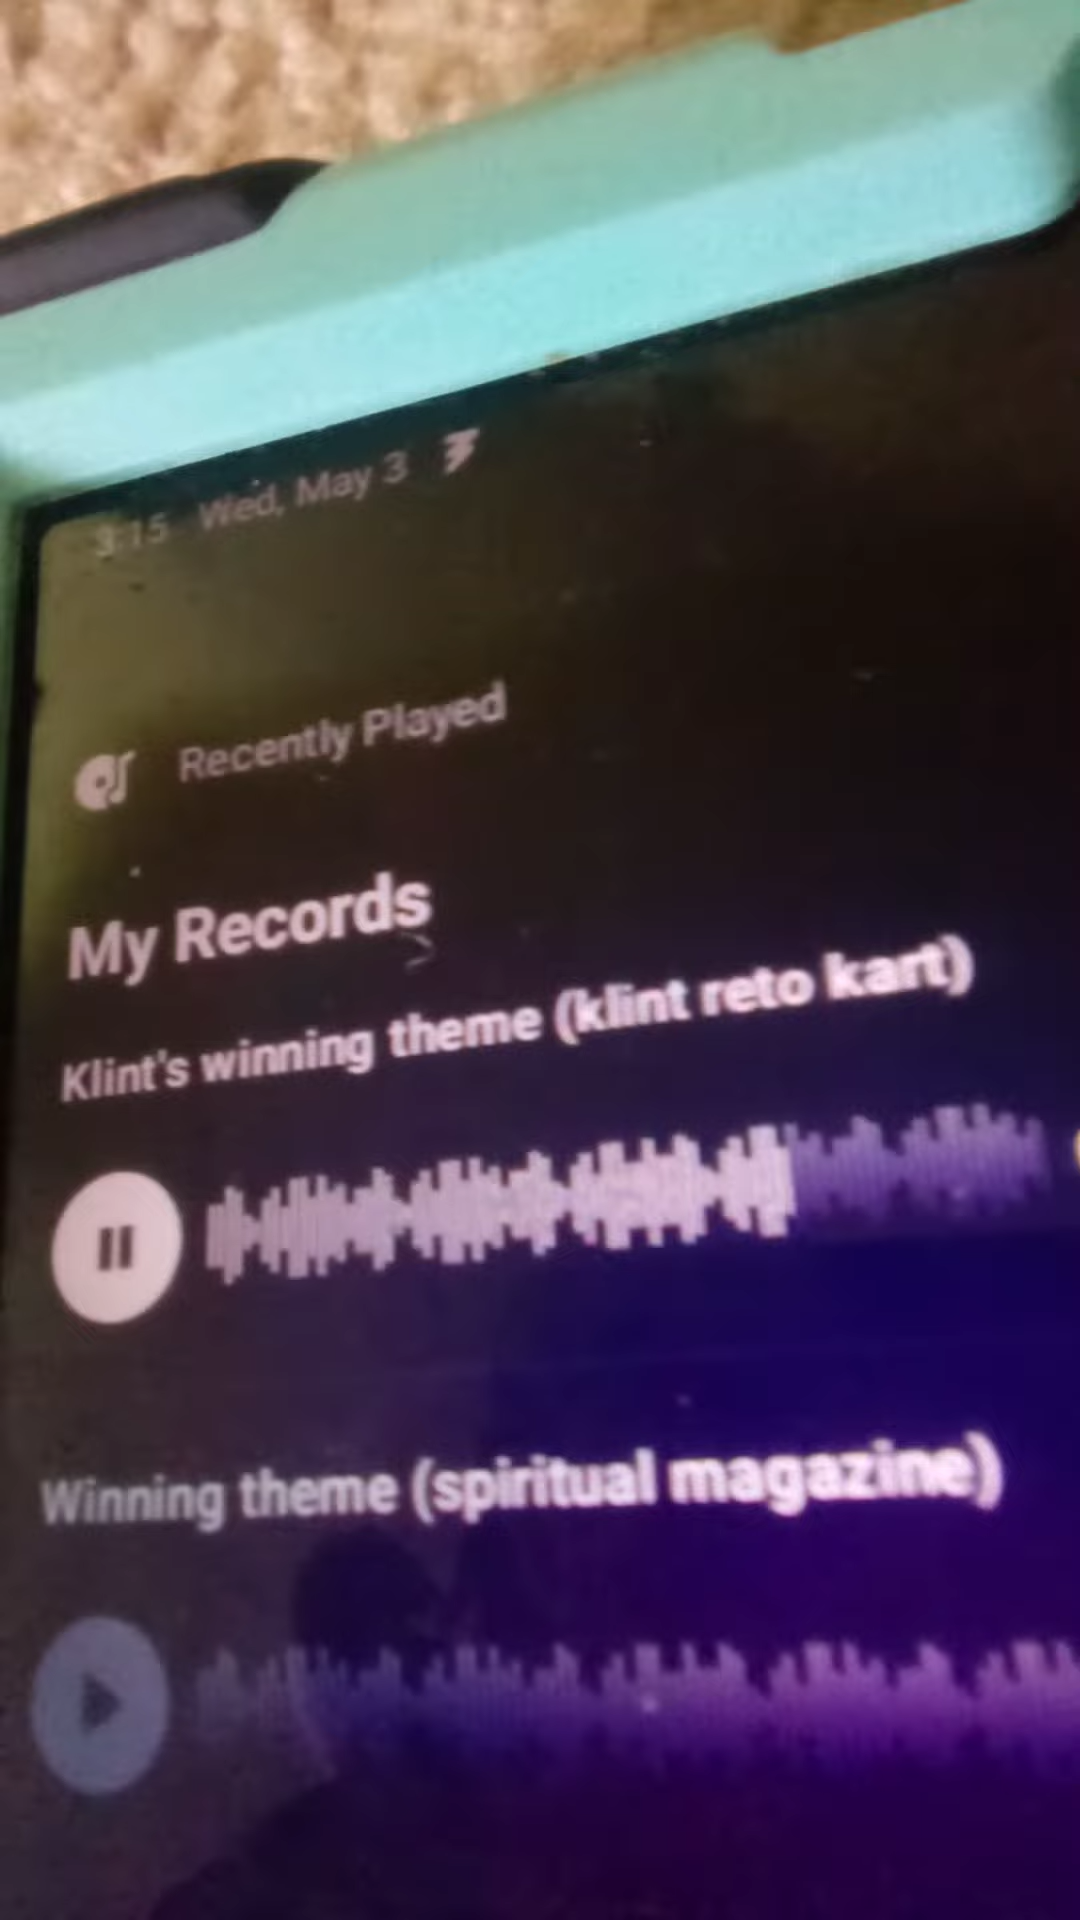 3:15 Wed, May 3
Recently Played
My Records
Klint's winning theme (klint reto kart)
Winning theme (spiritual magazine)